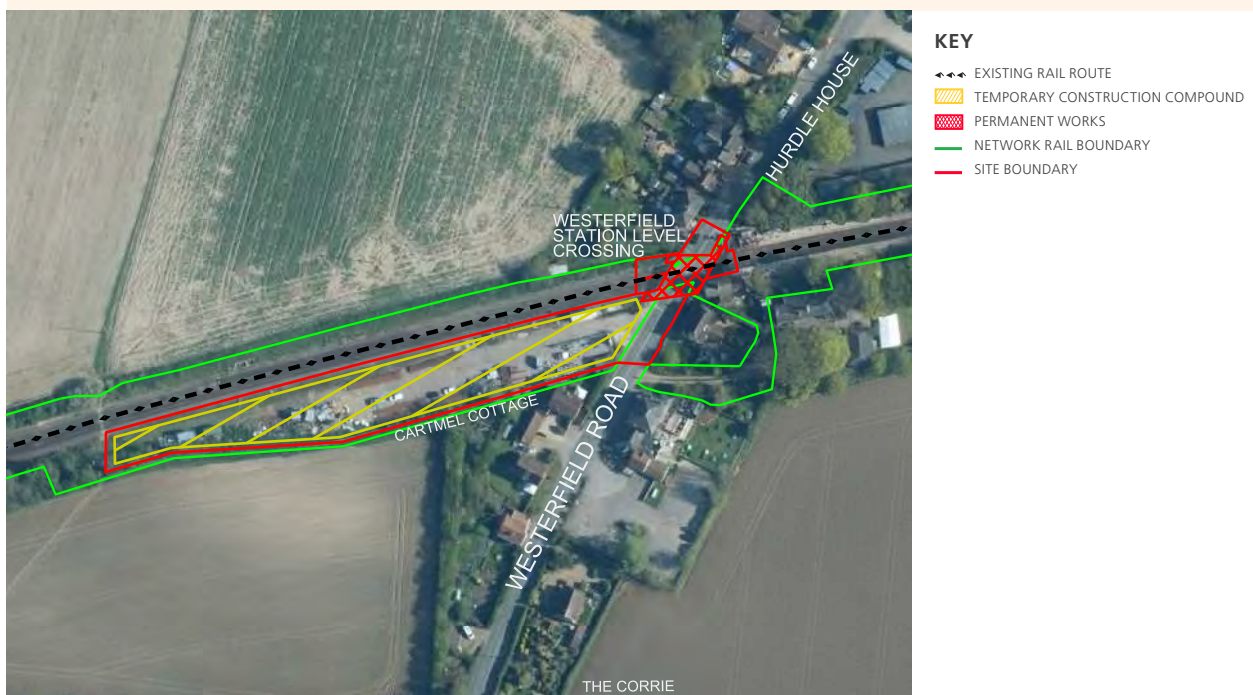 KEY
EXISTING RAIL ROUTE
TEMPORARY CONSTRUCTION COMPOUND
PERMANENT WORKS
NETWORK RAIL BOUNDARY
SITE BOUNDARY
HURDLE HOUSE
WESTERFIELD
STATION LEVEL
CROSSING
CARTMEL COTTAGE
WESTERFIELD ROAD
THE CORRIE